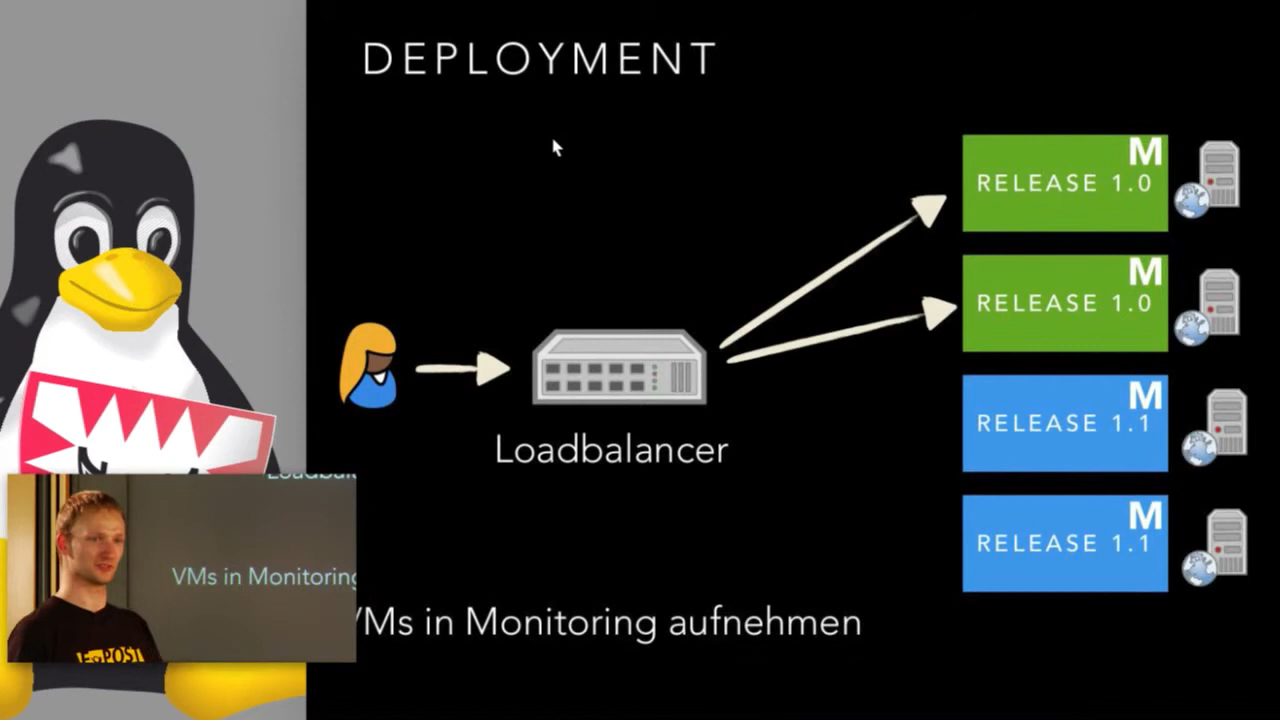 DEPLOYMENT
M
RELEASE 1.0
M
RELEASE 1.0
M
RELEASE 1.1
M
RELEASE 1.1
Loadbalancer
VMs in Monitoring aufnehmen
VMs in Monitoring
E-POST